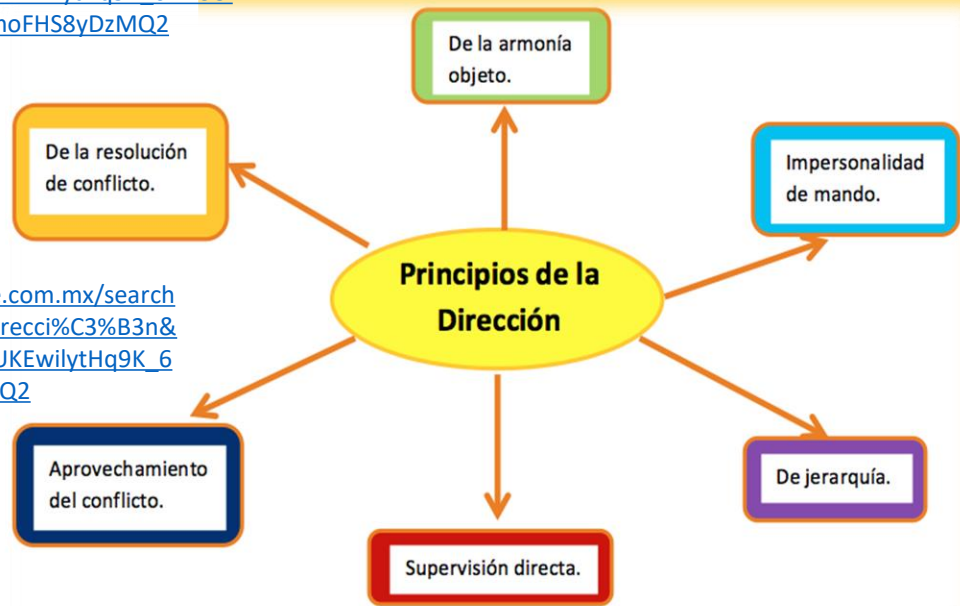 noFHS8yDzMQ2
De la armonía
objeto.
De la resolución
de conflicto.
Impersonalidad
de mando.
Principios de la
Dirección
e.com.mx/search
recci%C3%B3n&
UKEwilytHq9K_6
Q2
Aprovechamiento
del conflicto.
De jerarquía.
Supervisión directa.